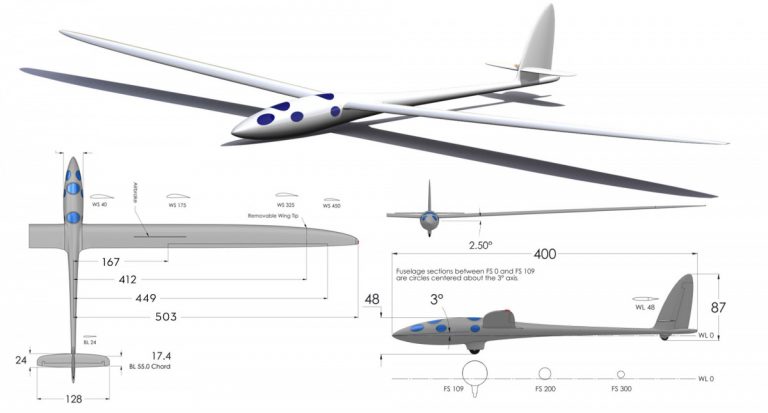 WS 40
Airbrake
WS 175
WS 325
WS 450
Removable Wing Tip
167
412
449
503
BL 24
24
17.4
BL 55.0 Chord
128
2.50°
400
Fuselage sections between FS 0 and FS 109
are circles centered about the 3° axis
48
3°
WL 48
87
WL 0
WL 0
FS 109
FS 200
FS 300